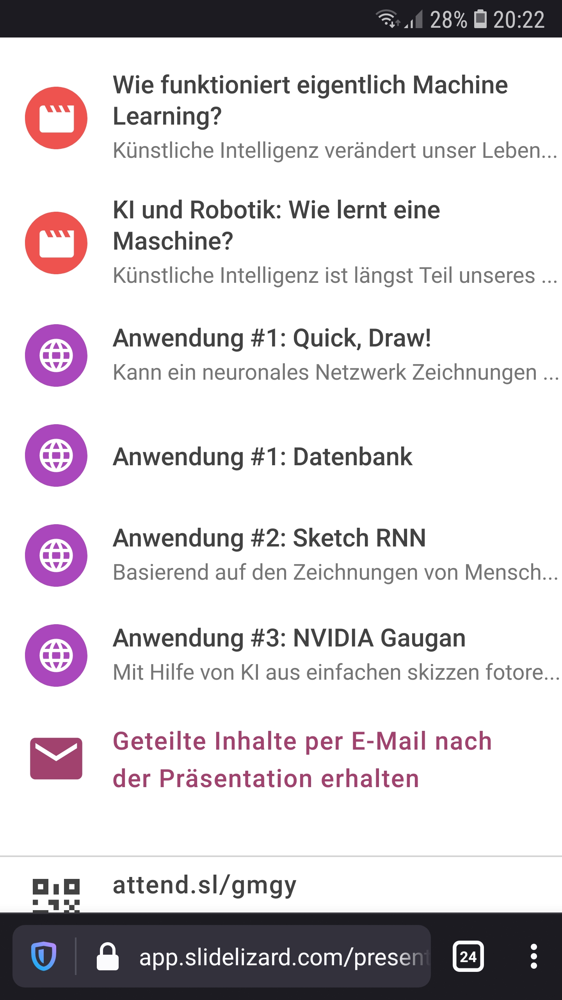 28% 20:22
Wie funktioniert eigentlich Machine
Learning?
Künstliche Intelligenz verändert unser Leben...
KI und Robotik: Wie lernt eine
Maschine?
Künstliche Intelligenz ist längst Teil unseres ...
Anwendung #1: Quick, Draw!
Kann ein neuronales Netzwerk Zeichnungen ...
Anwendung #1: Datenbank
Anwendung #2: Sketch RNN
Basierend auf den Zeichnungen von Mensch...
Anwendung #3: NVIDIA Gaugan
Mit Hilfe von KI aus einfachen skizzen fotore...
Geteilte Inhalte per E-Mail nach
der Präsentation erhalten
attend.sl/gmgy
app.slidelizard.com/present
24